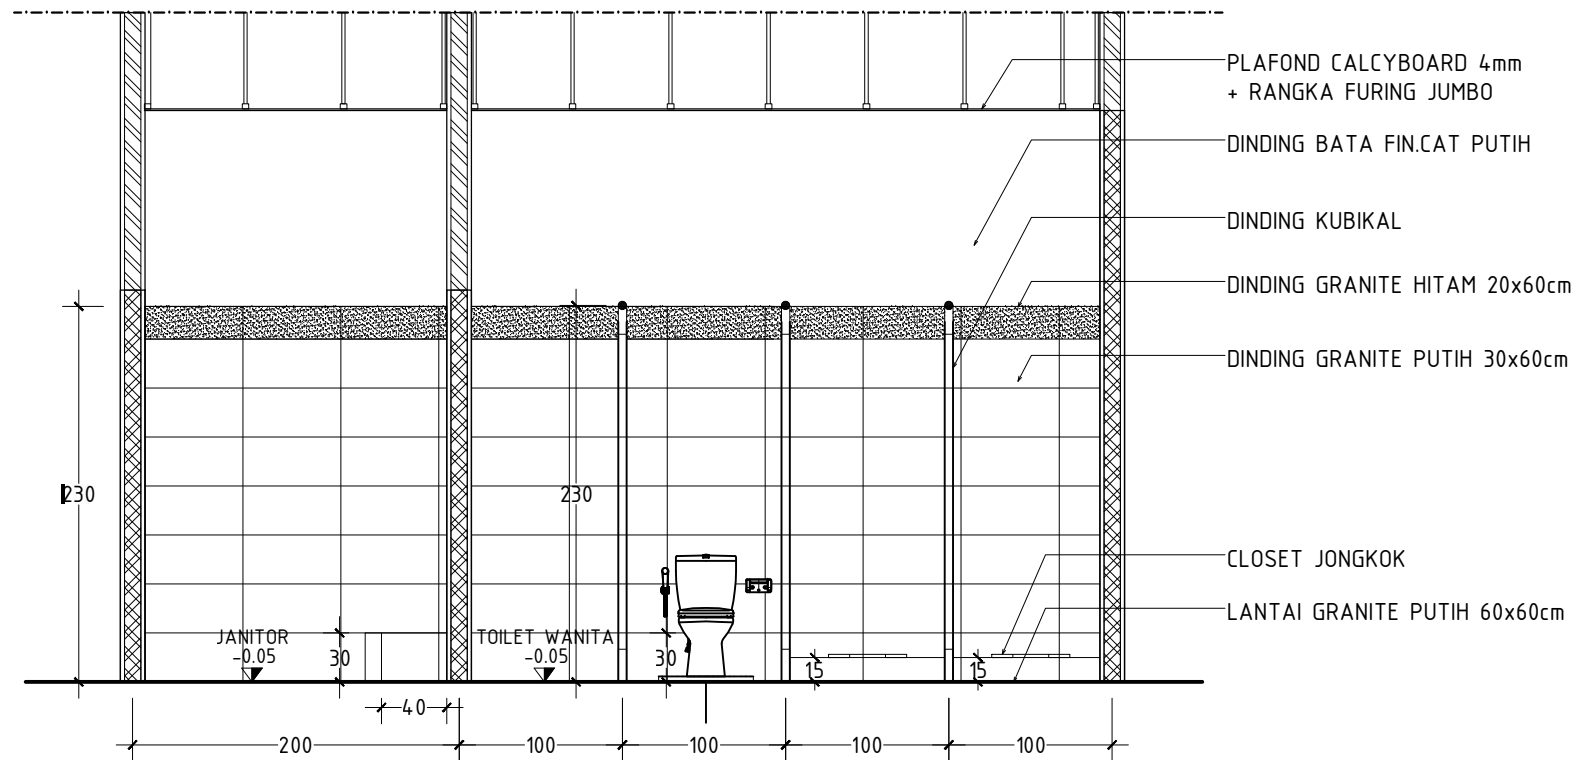 PLAFOND CALCYBOARD 4mm
+ RANGKA FURING JUMBO
DINDING BATA FIN.CAT PUTIH
DINDING KUBIKAL
DINDING GRANITE HITAM 20x60cm
DINDING GRANITE PUTIH 30x60cm
230
230
CLOSET JONGKOK
LANTAI GRANITE PUTIH 60x60cm
JANITOR
-0.05
30
TOILET WANITA
-0.05
30
15
15
40
200
100
100
100
100